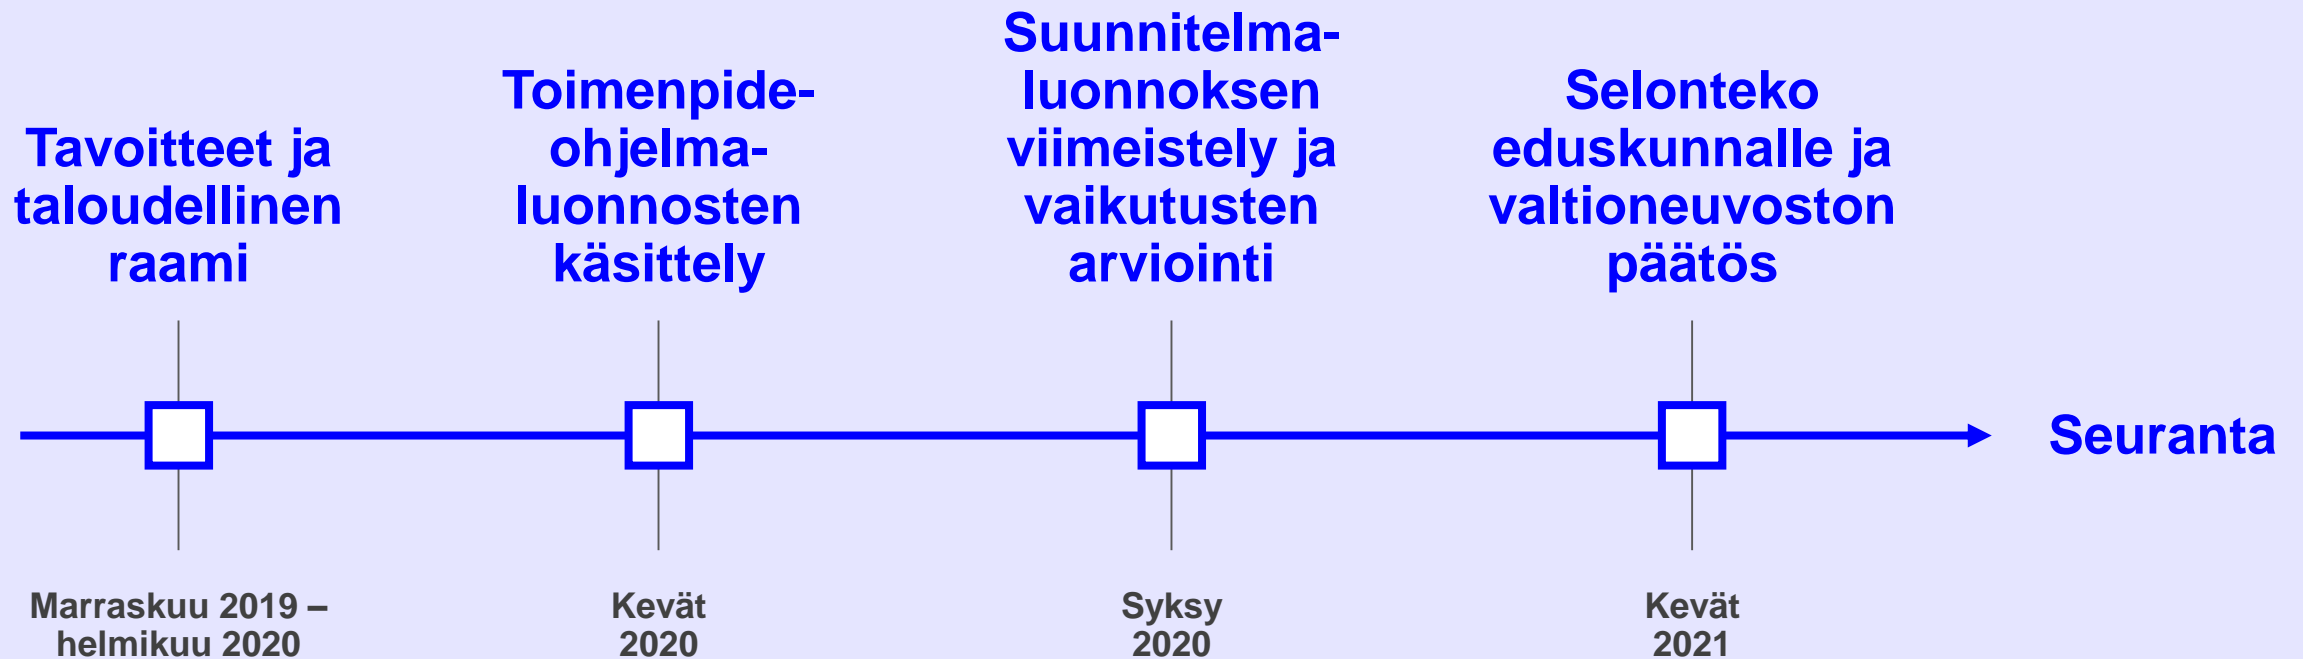 Tavoitteet ja
taloudellinen
raami
Marraskuu 2019 –
helmikuu 2020
Toimenpide-
ohjelma-
luonnosten
käsittely
Kevät
2020
Suunnitelma-
luonnoksen
viimeistely ja
vaikutusten
arviointi
Syksy
2020
Selonteko
eduskunnalle ja
valtioneuvoston
päätös
Kevät
2021
Seuranta